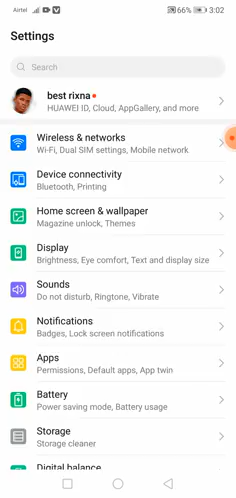 Airtel 66% 3:02
Settings
Search
best rixna
HUAWEI ID, Cloud, AppGallery, and more
Wireless & networks
Wi-Fi, Dual SIM settings, Mobile network
Device connectivity
Bluetooth, Printing
Home screen & wallpaper
Magazine unlock, Themes
Display
Brightness, Eye comfort, Text and display size
Sounds
Do not disturb, Ringtone, Vibrate
Notifications
Badges, Lock screen notifications
Apps
Permissions, Default apps, App twin
Battery
Power saving mode, Battery usage
Storage
Storage cleaner
Digital balance